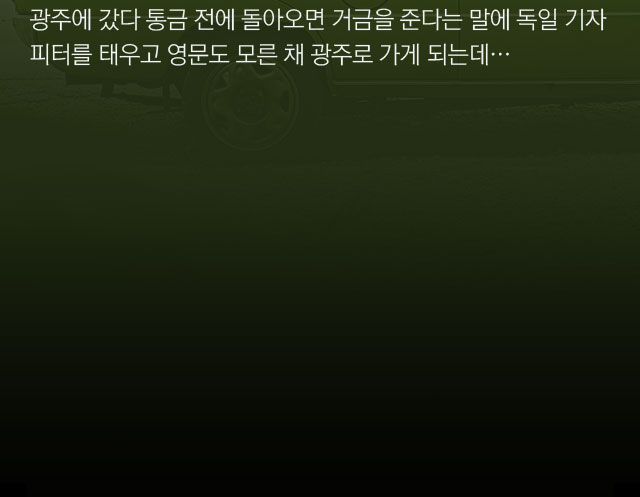 광주에 갔다 통금 전에 돌아오면 거금을 준다는 말에 독일 기자
피터를 태우고 영문도 모른 채 광주로 가게 되는데…